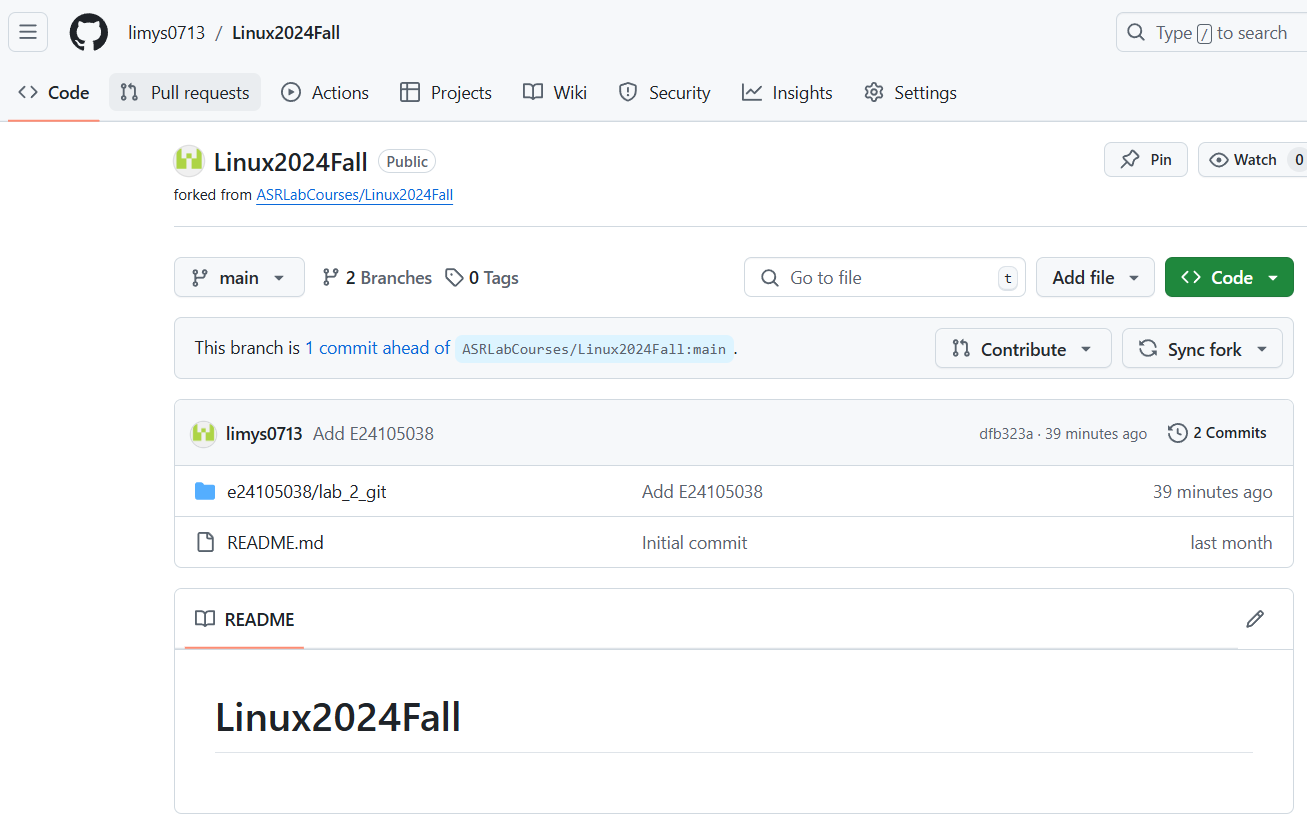 limys0713 / Linux2024Fall
Type / to search
Code Pull requests Actions Projects Wiki Security Insights Settings
Linux2024Fall Public
Pin Watch 0
forked from ASRLabCourses/Linux2024Fall
main 2 Branches 0 Tags Go to file t Add file Code
This branch is 1 commit ahead of ASRLabCourses/Linux2024Fall:main . Contribute Sync fork
limys0713 Add E24105038 dfb323a · 39 minutes ago 2 Commits
e24105038/lab_2_git Add E24105038 39 minutes ago
README.md Initial commit last month
README
Linux2024Fall